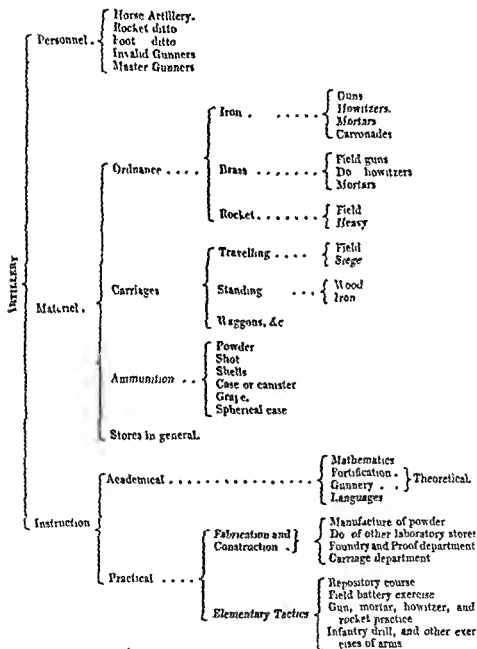 ARTILLERY
Personnel.
Horse Artillery.
Rocket ditto
Foot ditto
Invalid Gunners
Master Gunners
Materiel.
Ordnance ....
Iron . ....
Guns
Howitzers.
Mortars
Carronades
Brass .....
Field guns
Do howitzers
Mortars
Rocket.....
Field
Heavy
Carriages
Travelling ....
Field
Siege
Standing ...
Wood
Iron
Waggons, &c
Ammunition ..
Powder
Shot
Shells
Case or canister
Grape.
Spherical case
Stores in general.
Instruction
Academical ..............
Mathematics
Fortification .
Gunnery . .
Languages
Theoretical.
Practical ....
Fabrication and
Construction .
Manufacture of powder
Do of other laboratory stores
Foundry and Proof department
Carriage department
Elementary Tactics
Repository course
Field battery exercise
Gun, mortar, howitzer, and
rocket practice
Infantry drill, and other exer
cises of arms